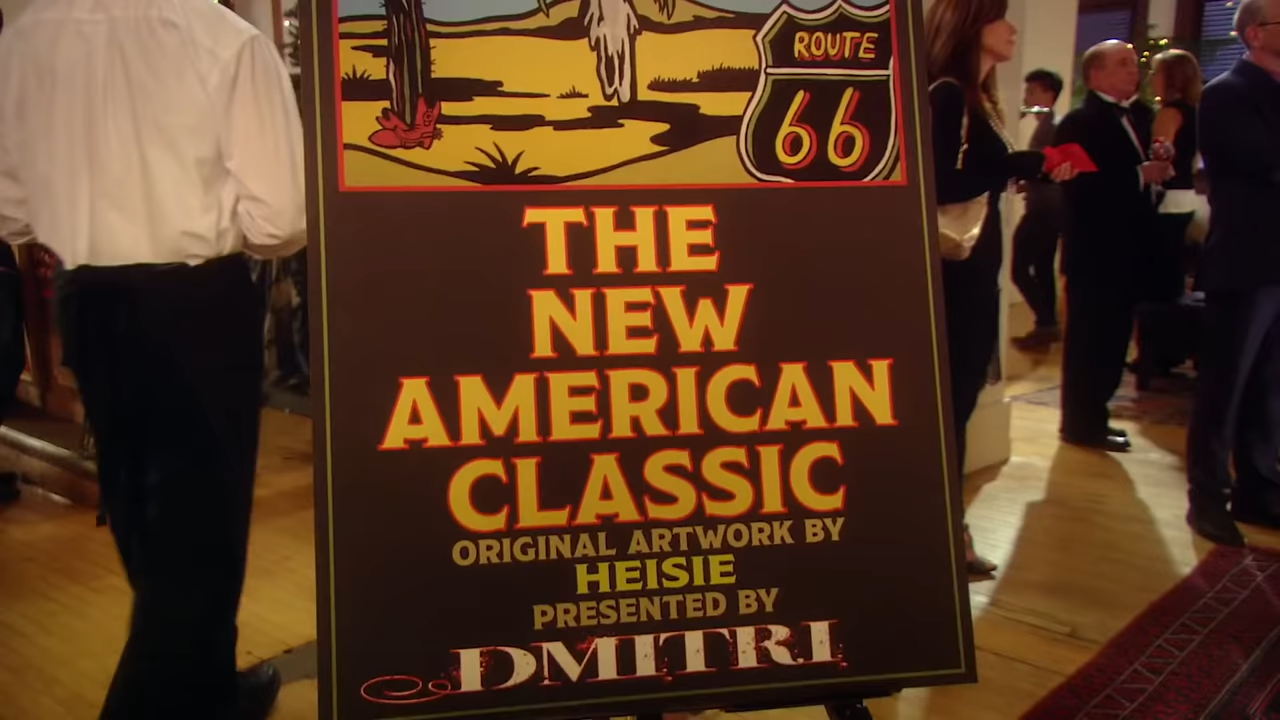 ROUTE
66
THE
NEW
AMERICAN
CLASSIC
ORIGINAL ARTWORK BY
HEISIE
PRESENTED BY
DMITRI